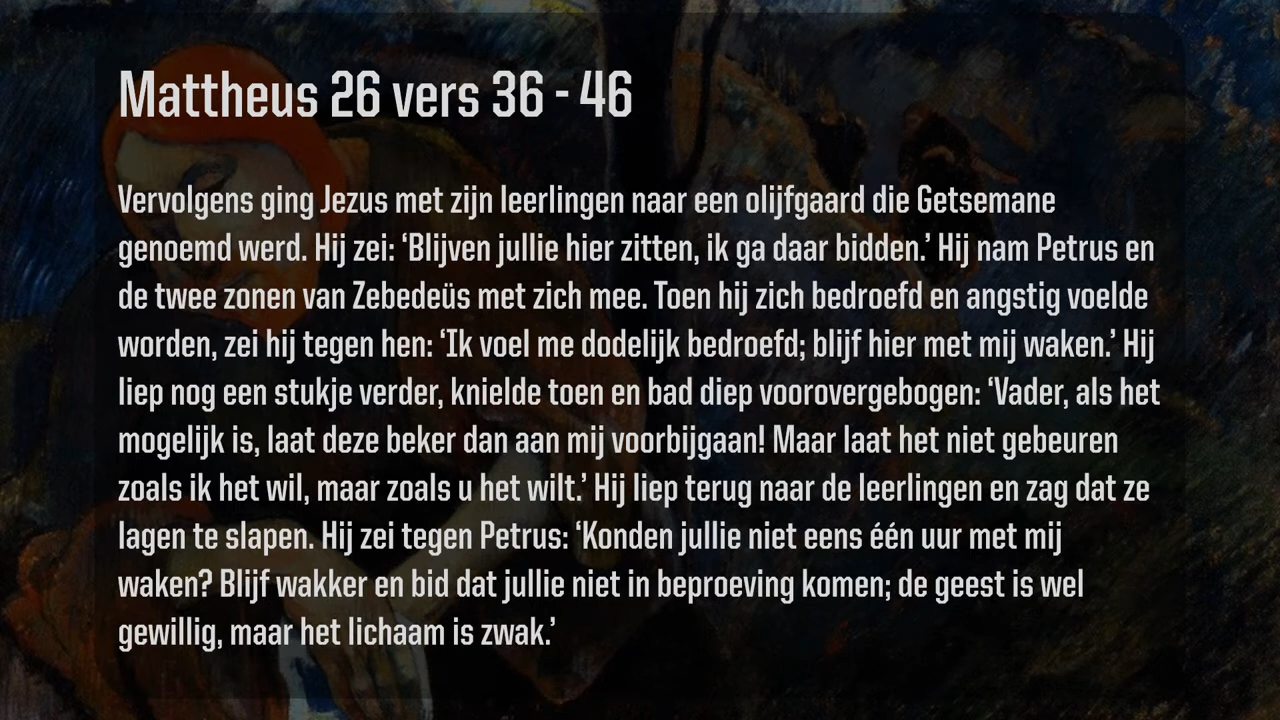 Mattheus 26 vers 36 - 46
Vervolgens ging Jezus met zijn leerlingen naar een olijfgaard die Getsemane
genoemd werd. Hij zei: ‘Blijven jullie hier zitten, ik ga daar bidden.’ Hij nam Petrus en
de twee zonen van Zebedeüs met zich mee. Toen hij zich bedroefd en angstig voelde
worden, zei hij tegen hen: ‘Ik voel me dodelijk bedroefd; blijf hier met mij waken.’ Hij
liep nog een stukje verder, knielde toen en bad diep voorovergebogen: ‘Vader, als het
mogelijk is, laat deze beker dan aan mij voorbijgaan! Maar laat het niet gebeuren
zoals ik het wil, maar zoals u het wilt.’ Hij liep terug naar de leerlingen en zag dat ze
lagen te slapen. Hij zei tegen Petrus: ‘Konden jullie niet eens één uur met mij
waken? Blijf wakker en bid dat jullie niet in beproeving komen; de geest is wel
gewillig, maar het lichaam is zwak.’